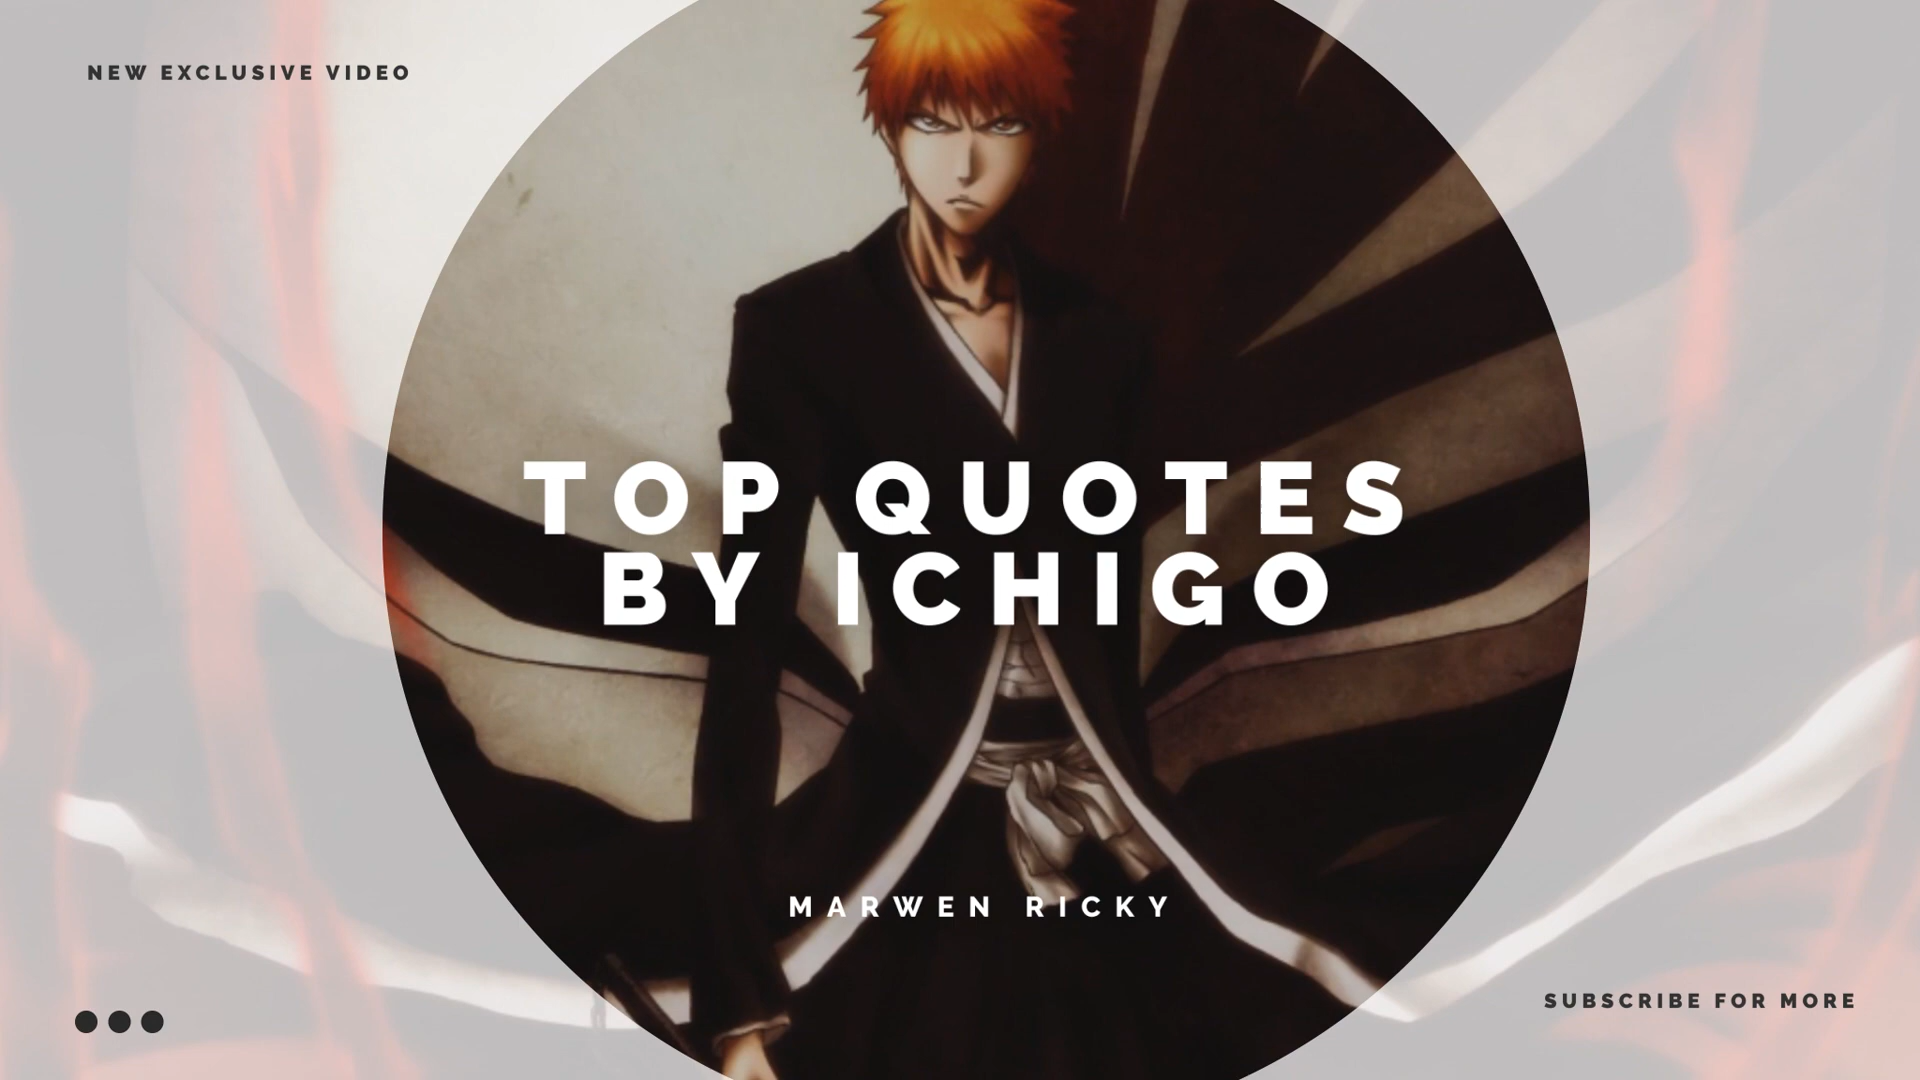 NEW EXCLUSIVE VIDEO
TOP QUOTES
BY ICHIGO
MARWEN RICKY
SUBSCRIBE FOR MORE